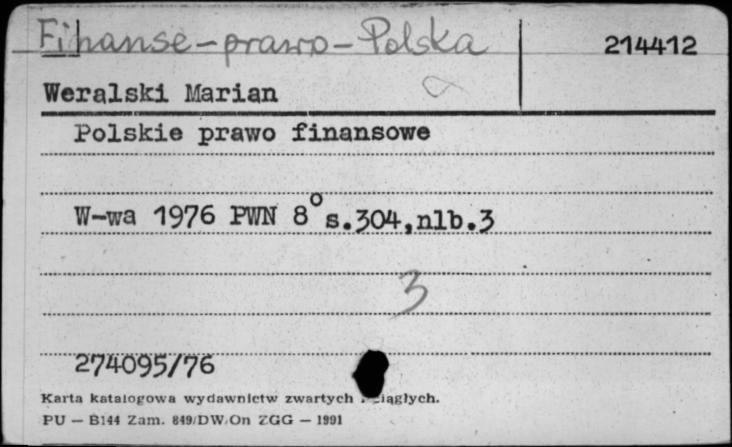 Finanse-prawo-Polska 214412
Weralski Marian
Polskie prawo finansowe
W-wa 1976 PWN 8° s.304,nlb.3
3
274095/76
Karta katalogowa wydawnictw zwartych ciągłych.
PU — B144 Zam. 849/DW/On ZGG — 1991